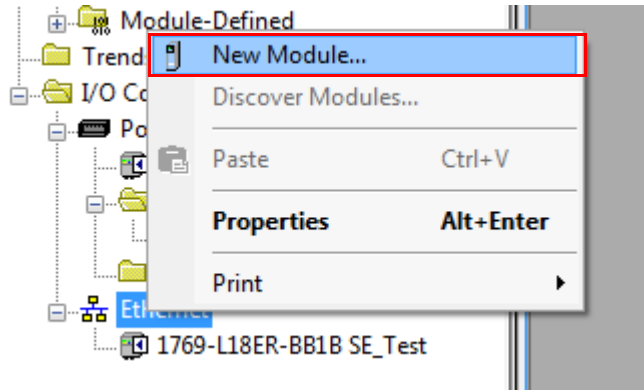 Module-Defined
Trend
New Module...
I/O Co
Discover Modules...
Po
Paste Ctrl+V
Properties Alt+Enter
Print
Ethernet
1769-L18ER-BB1B SE_Test